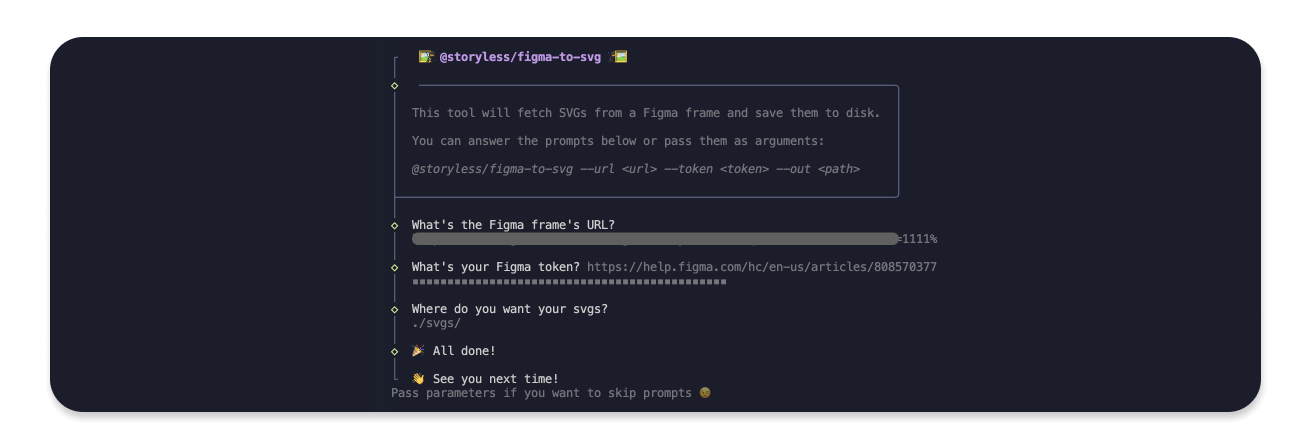 @storyless/figma-to-svg
This tool will fetch SVGs from a Figma frame and save them to disk.
You can answer the prompts below or pass them as arguments:
@storyless/figma-to-svg --url <url> --token <token> --out <path>
What's the Figma frame's URL?
=1111%
What's your Figma token? https://help.figma.com/hc/en-us/articles/808570377
Where do you want your svgs?
./svgs/
🎉 All done!
👋 See you next time!
Pass parameters if you want to skip prompts